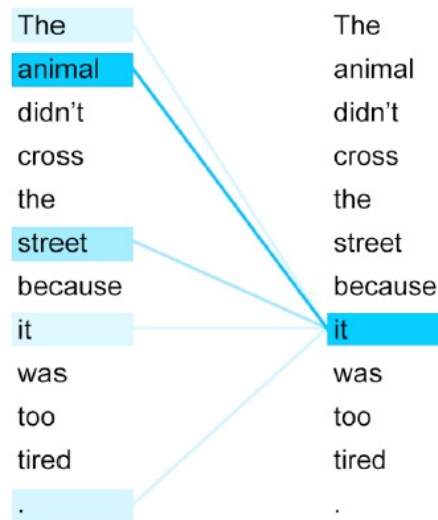 The The
animal animal
didn’t didn’t
cross cross
the the
street street
because because
it it
was was
too too
tired tired
. .